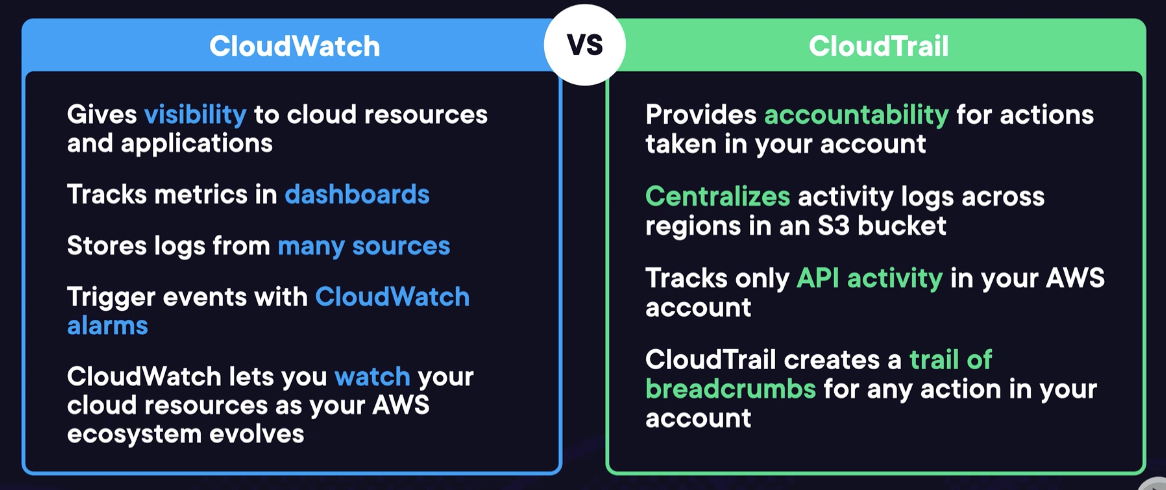 CloudWatch
VS
CloudTrail
Gives visibility to cloud resources
and applications
Tracks metrics in dashboards
Stores logs from many sources
Trigger events with CloudWatch
alarms
CloudWatch lets you watch your
cloud resources as your AWS
ecosystem evolves
Provides accountability for actions
taken in your account
Centralizes activity logs across
regions in an S3 bucket
Tracks only API activity in your AWS
account
CloudTrail creates a trail of
breadcrumbs for any action in your
account